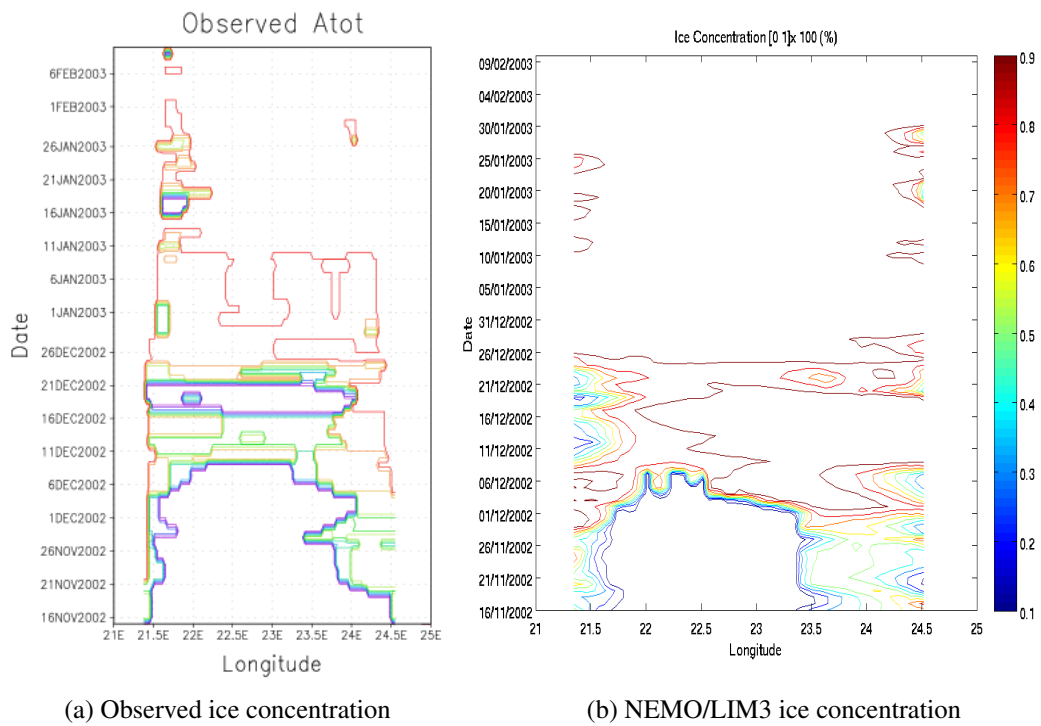 Observed Atot
6FEB2003
1FEB2003
26JAN2003
21JAN2003
16JAN2003
11JAN2003
6JAN2003
1JAN2003
26DEC2002
21DEC2002
16DEC2002
11DEC2002
6DEC2002
1DEC2002
26NOV2002
21NOV2002
16NOV2002
Date
21E 21.5E 22E 22.5E 23E 23.5E 24E 24.5E 25E
Longitude
(a) Observed ice concentration
Ice Concentration [0 1]x 100 (%)
09/02/2003
04/02/2003
30/01/2003
25/01/2003
20/01/2003
15/01/2003
10/01/2003
05/01/2003
31/12/2002
26/12/2002
21/12/2002
16/12/2002
11/12/2002
06/12/2002
01/12/2002
26/11/2002
21/11/2002
16/11/2002
Date
21 21.5 22 22.5 23 23.5 24 24.5 25
Longitude
0.9
0.8
0.7
0.6
0.5
0.4
0.3
0.2
0.1
(b) NEMO/LIM3 ice concentration